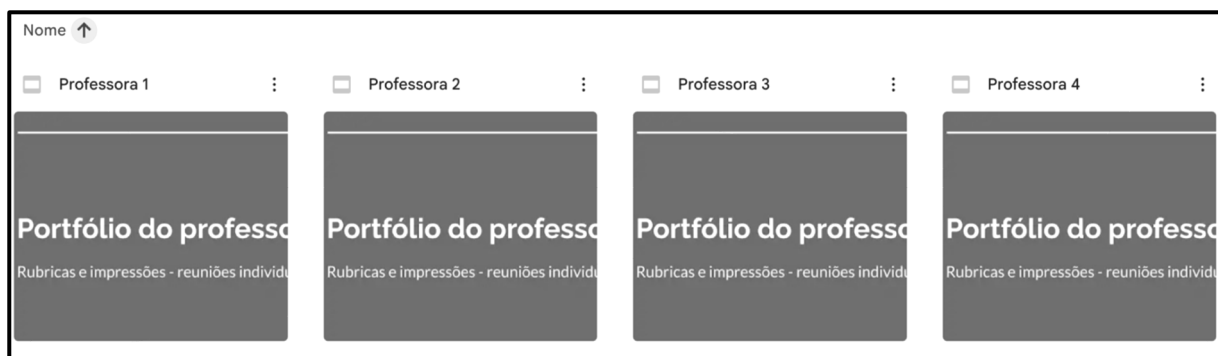 Nome
Professora 1
Professora 2
Professora 3
Professora 4
Portfólio do professo
Rubricas e impressões - reuniões individu
Portfólio do professo
Rubricas e impressões - reuniões individu
Portfólio do professo
Rubricas e impressões - reuniões individu
Portfólio do professo
Rubricas e impressões - reuniões individu